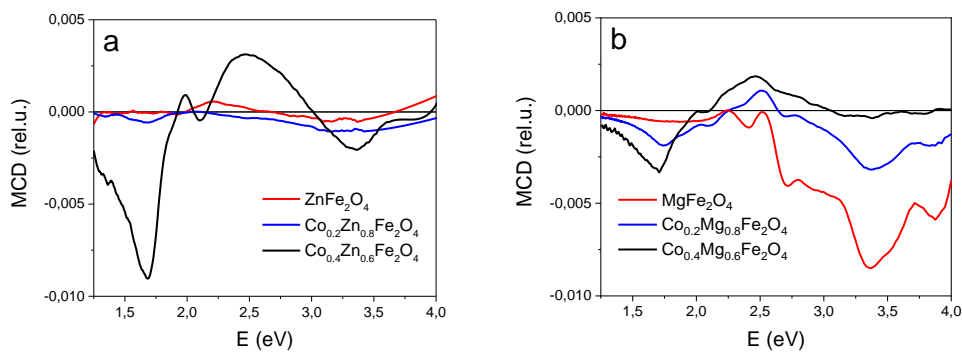 a
0,005
0,000
-0,005
-0,010
MCD (rel.u.)
1,5 2,0 2,5 3,0 3,5 4,0
E (eV)
ZnFe₂O₄
Co₀.₂Zn₀.₈Fe₂O₄
Co₀.₄Zn₀.₆Fe₂O₄
b
0,005
0,000
-0,005
-0,010
MCD (rel.u.)
1,5 2,0 2,5 3,0 3,5 4,0
E (eV)
MgFe₂O₄
Co₀.₂Mg₀.₈Fe₂O₄
Co₀.₄Mg₀.₆Fe₂O₄